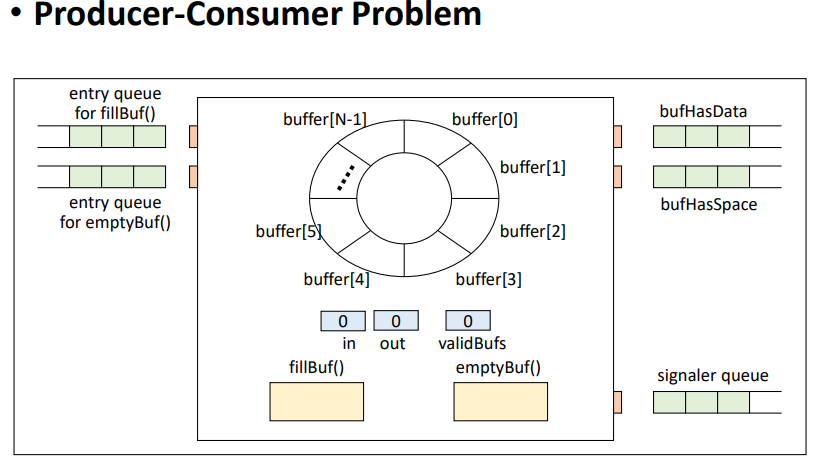 • Producer-Consumer Problem
entry queue
for fillBuf()
entry queue
for emptyBuf()
buffer[N-1]
buffer[0]
buffer[1]
buffer[2]
buffer[3]
buffer[4]
buffer[5]
bufHasData
bufHasSpace
0
0
0
in
out
validBufs
fillBuf()
emptyBuf()
signaler queue